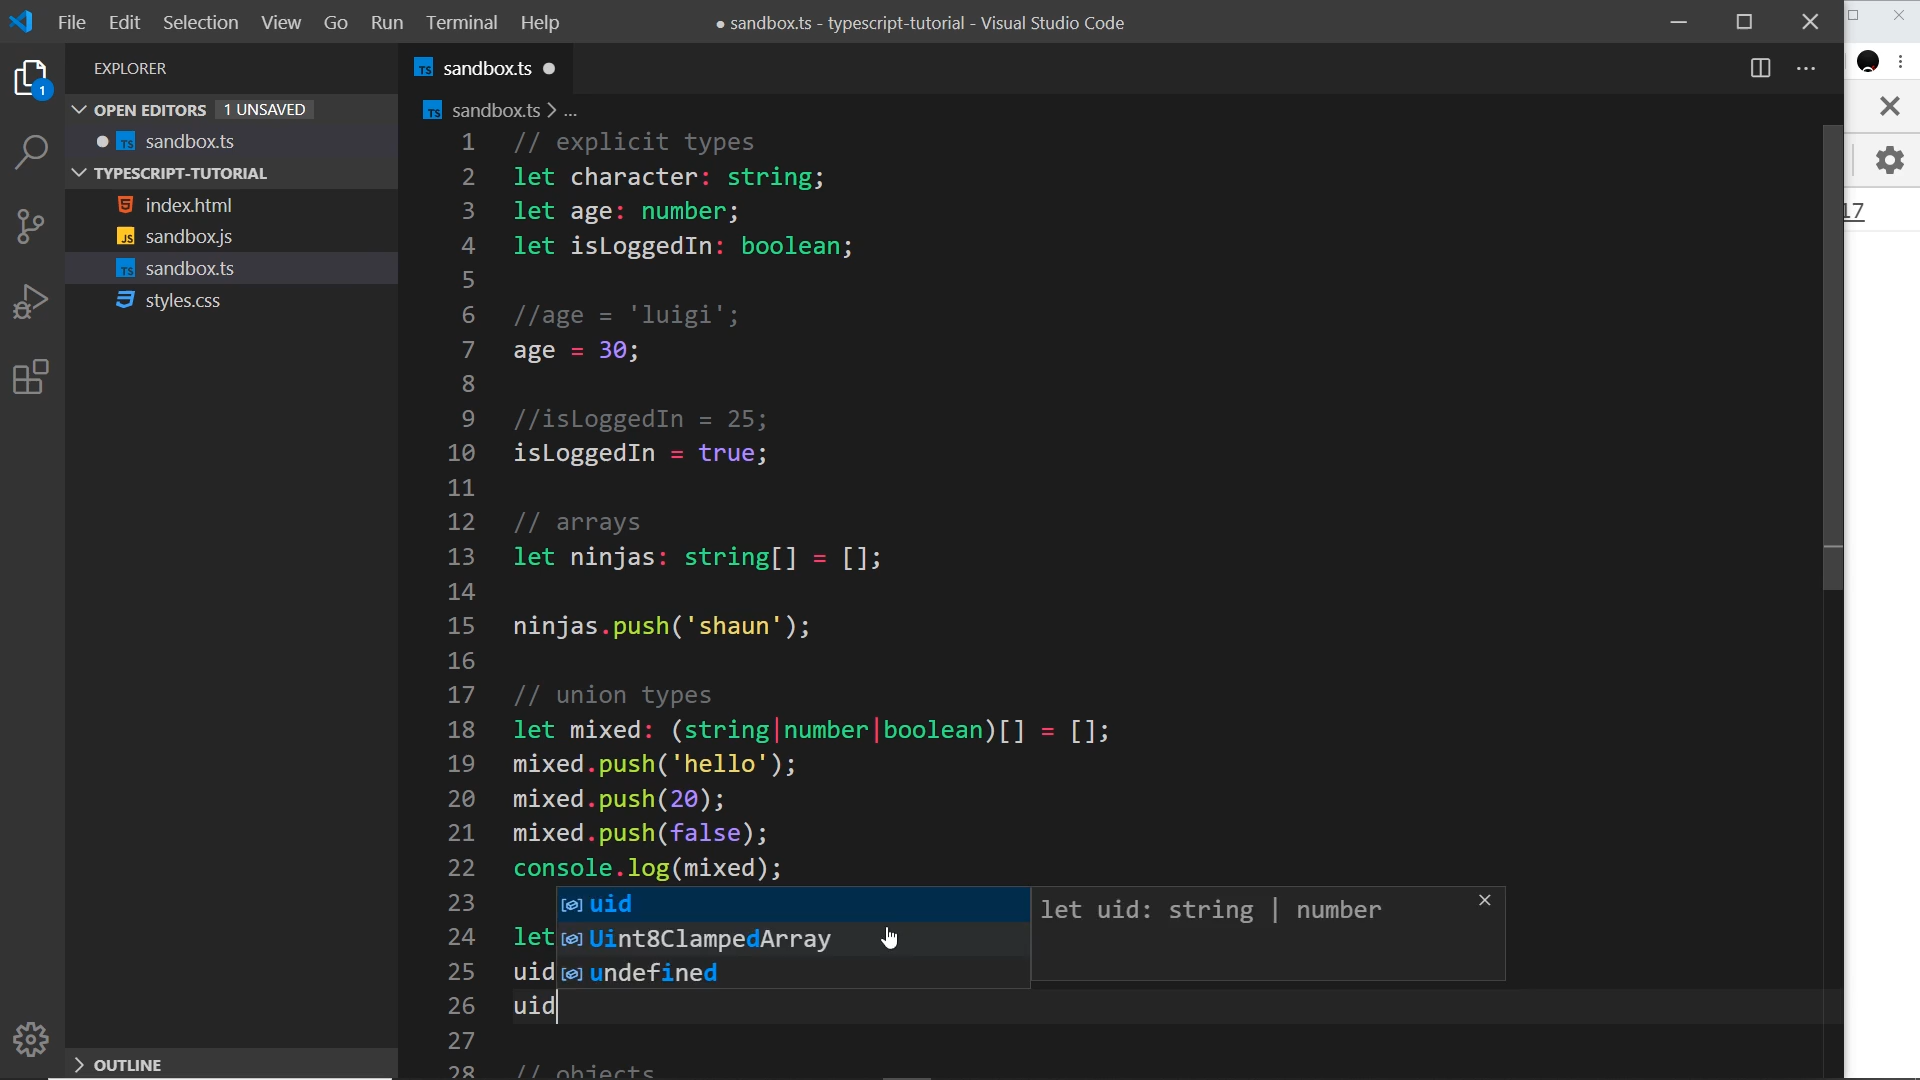 File Edit Selection View Go Run Terminal Help
● sandbox.ts - typescript-tutorial - Visual Studio Code
EXPLORER
OPEN EDITORS 1 UNSAVED
sandbox.ts
TYPESCRIPT-TUTORIAL
index.html
sandbox.js
sandbox.ts
styles.css
OUTLINE
1
TS sandbox.ts
TS sandbox.ts > ...
1 // explicit types
2 let character: string;
3 let age: number;
4 let isLoggedIn: boolean;
5
6 //age = 'luigi';
7 age = 30;
8
9 //isLoggedIn = 25;
10 isLoggedIn = true;
11
12 // arrays
13 let ninjas: string[] = [];
14
15 ninjas.push('shaun');
16
17 // union types
18 let mixed: (string|number|boolean)[] = [];
19 mixed.push('hello');
20 mixed.push(20);
21 mixed.push(false);
22 console.log(mixed);
23
24 let
25 uid
26 uid
27
28 // objects
uid
Uint8ClampedArray
undefined
let uid: string | number
17